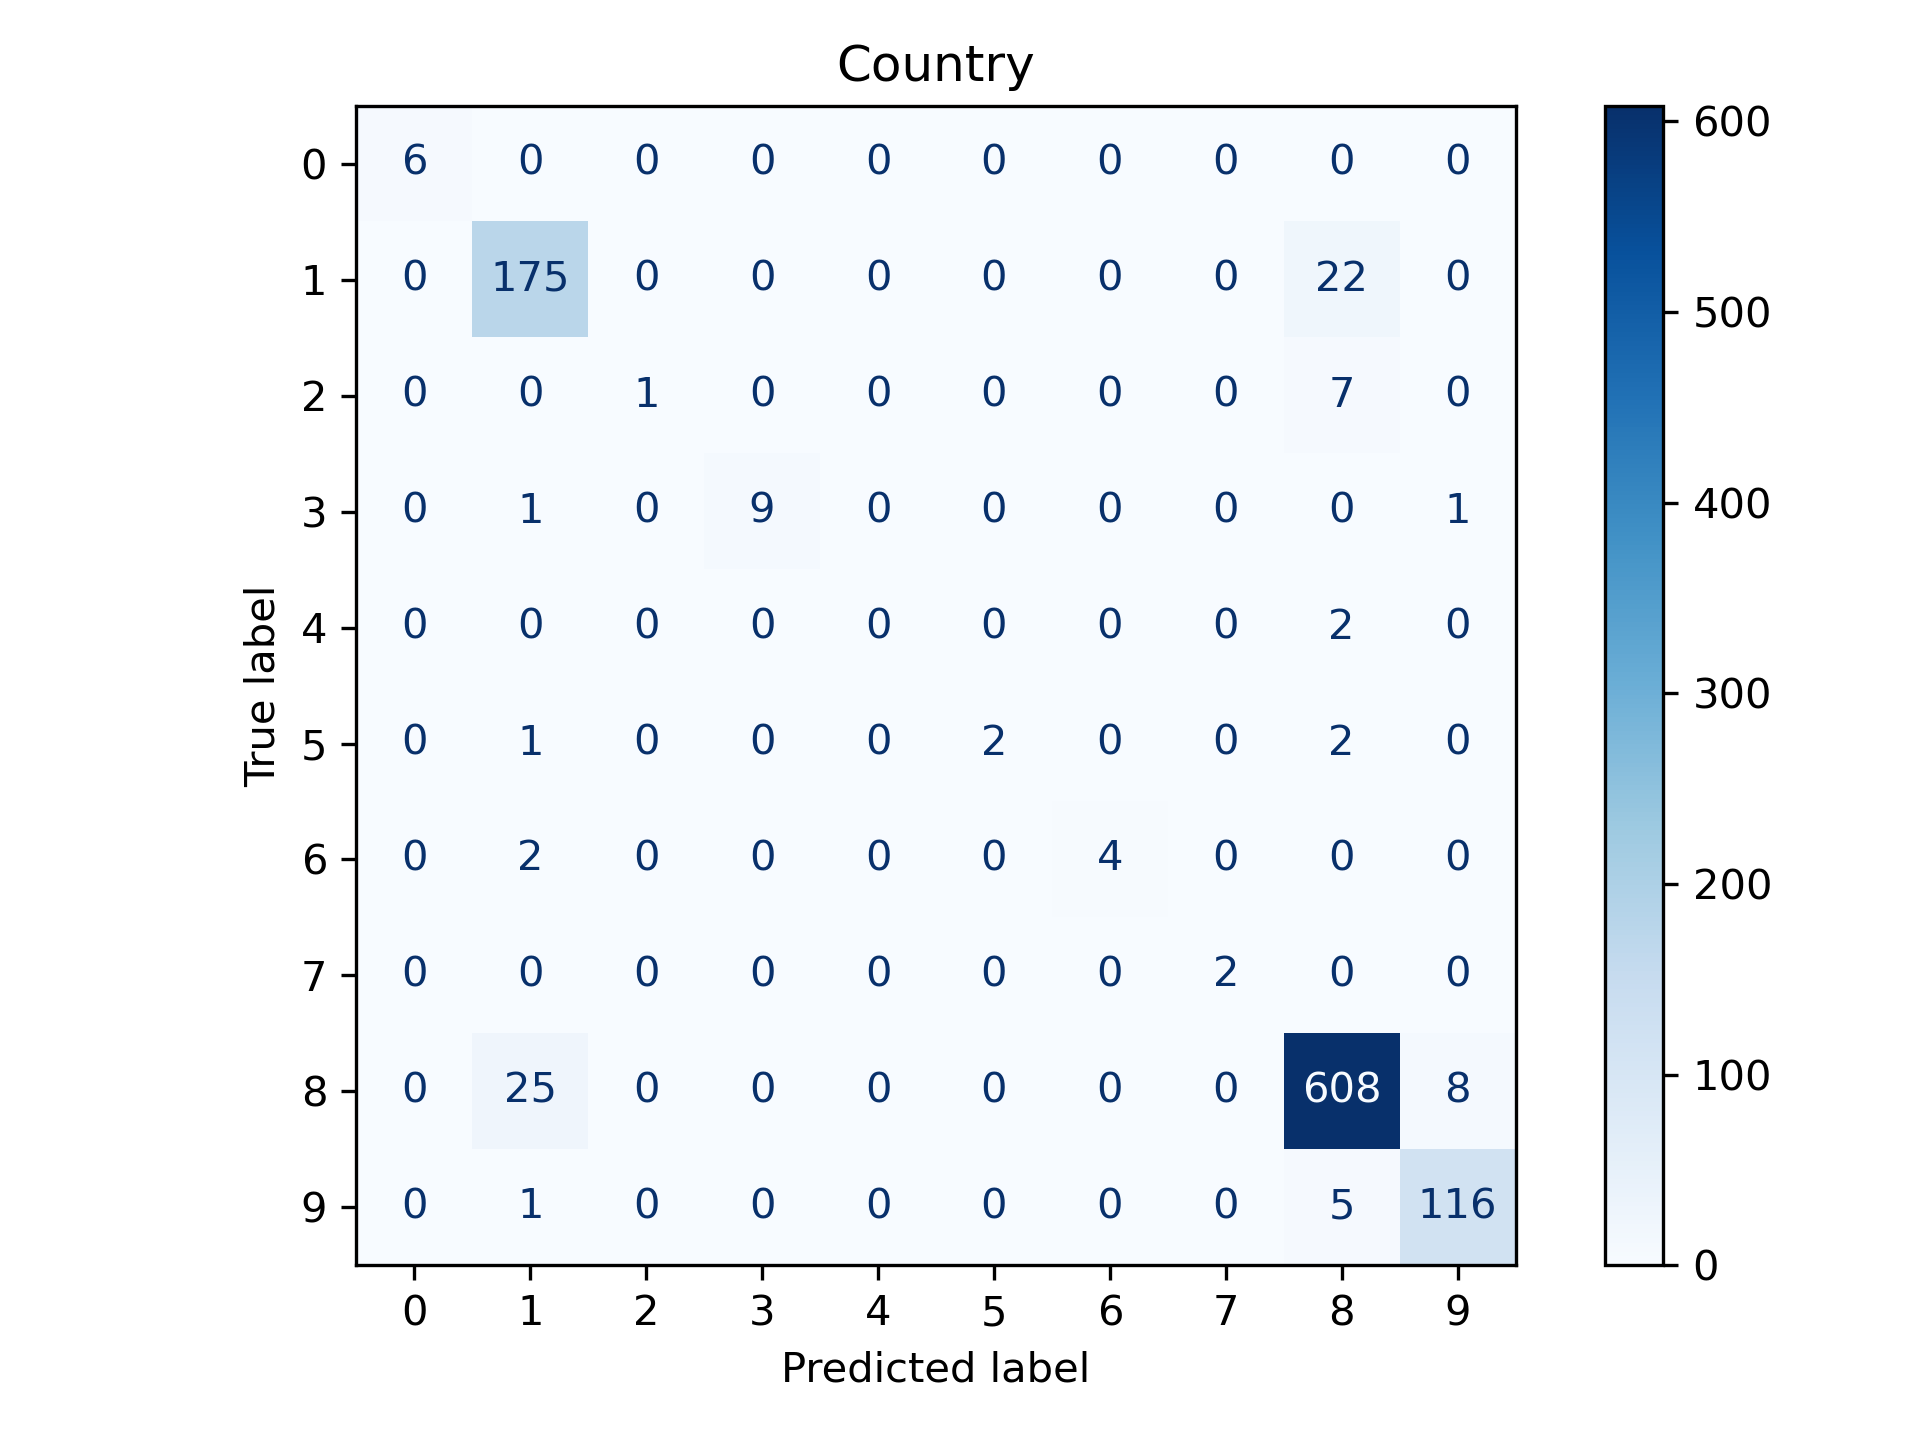 Country
0 6 0 0 0 0 0 0 0 0 0
1 0 175 0 0 0 0 0 0 22 0
2 0 0 1 0 0 0 0 0 7 0
3 0 1 0 9 0 0 0 0 0 1
4 0 0 0 0 0 0 0 0 2 0
5 0 1 0 0 0 2 0 0 2 0
6 0 2 0 0 0 0 4 0 0 0
7 0 0 0 0 0 0 0 2 0 0
8 0 25 0 0 0 0 0 0 608 8
9 0 1 0 0 0 0 0 0 5 116
0 1 2 3 4 5 6 7 8 9
Predicted label
True label
600
500
400
300
200
100
0